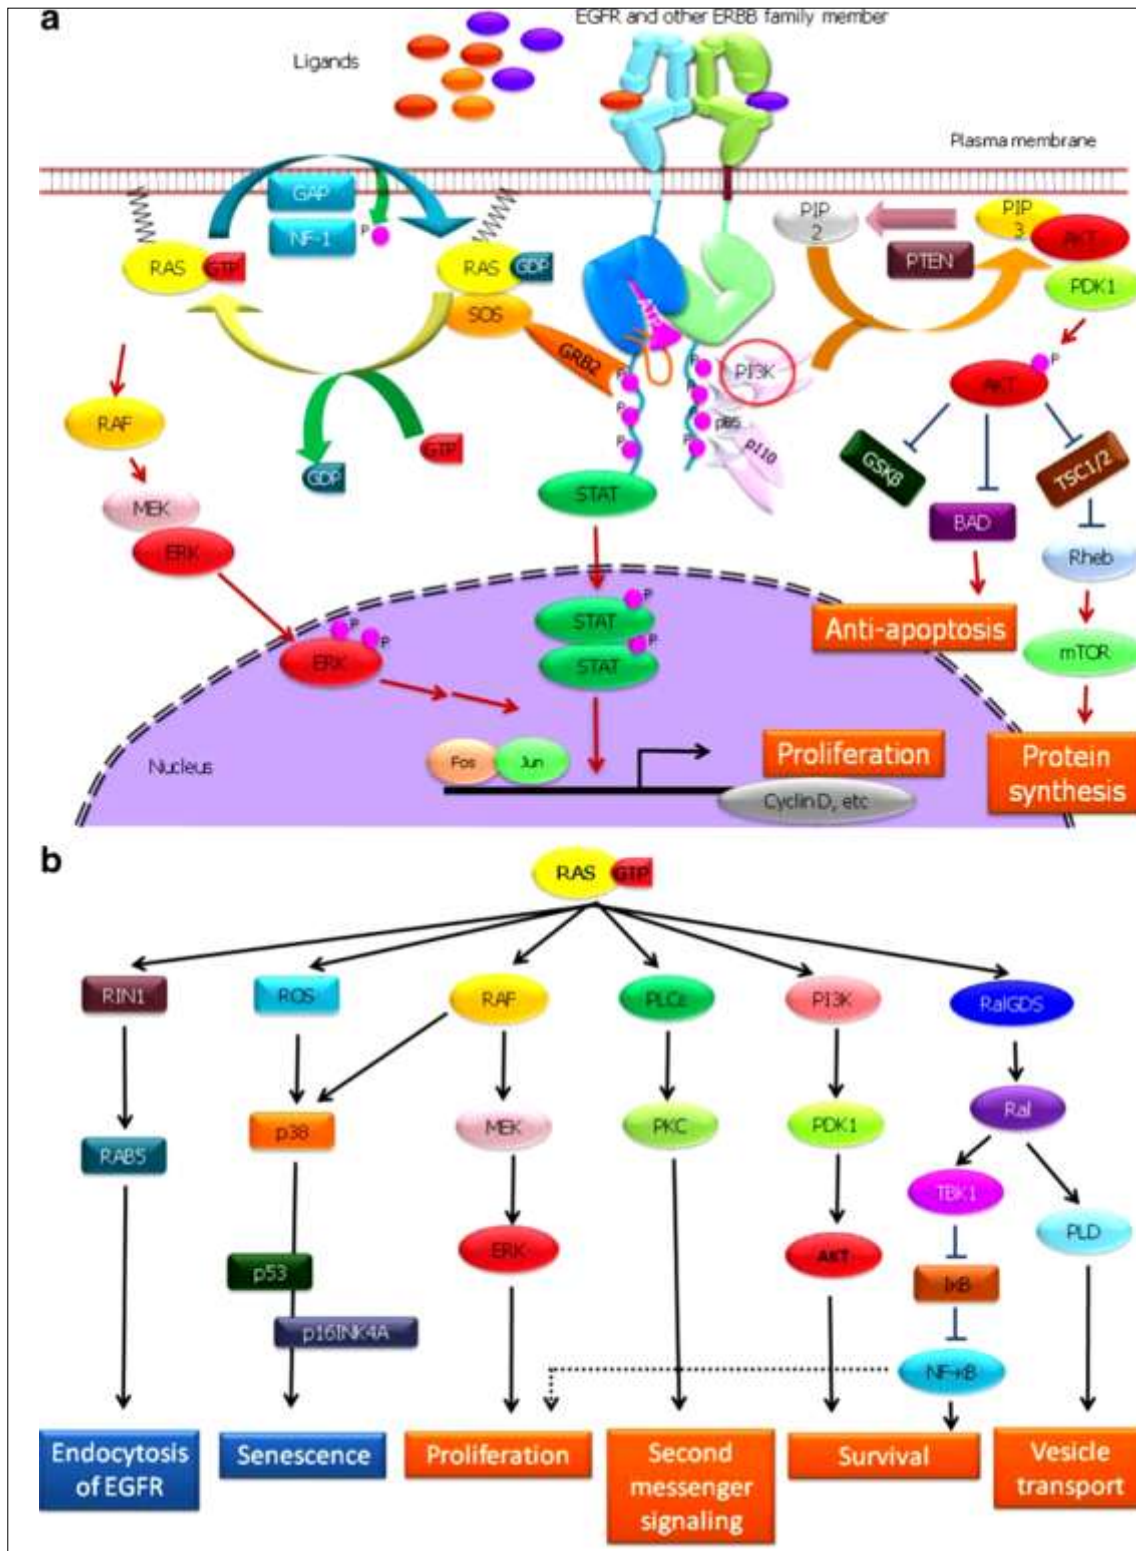 a
EGFR and other ERBB family member
Ligands
Plasma membrane
GAP
NF-1
P
RAS GTP
RAS GDP
SOS
GRB2
ATP
PIP
2
PIP
3
AKT
PTEN
PDK1
PI3K
P
P
P
P
P
P
p85
p110
P
AKT
RAF
GTP
GDP
GSKβ
TSC1/2
BAD
MEK
ERK
STAT
Rheb
Anti-apoptosis
mTOR
P
P
ERK
P
STAT
P
STAT
Nucleus
Fos
Jun
Proliferation
Cyclin D, etc
Protein
synthesis
b
RAS GTP
RIN1
ROS
RAF
PLCε
PI3K
RalGDS
RAB5
p38
MEK
PKC
PDK1
Ral
TBK1
PLD
p53
ERK
AKT
IκB
p16INK4A
NF-κB
Endocytosis
of EGFR
Senescence
Proliferation
Second
messenger
signaling
Survival
Vesicle
transport